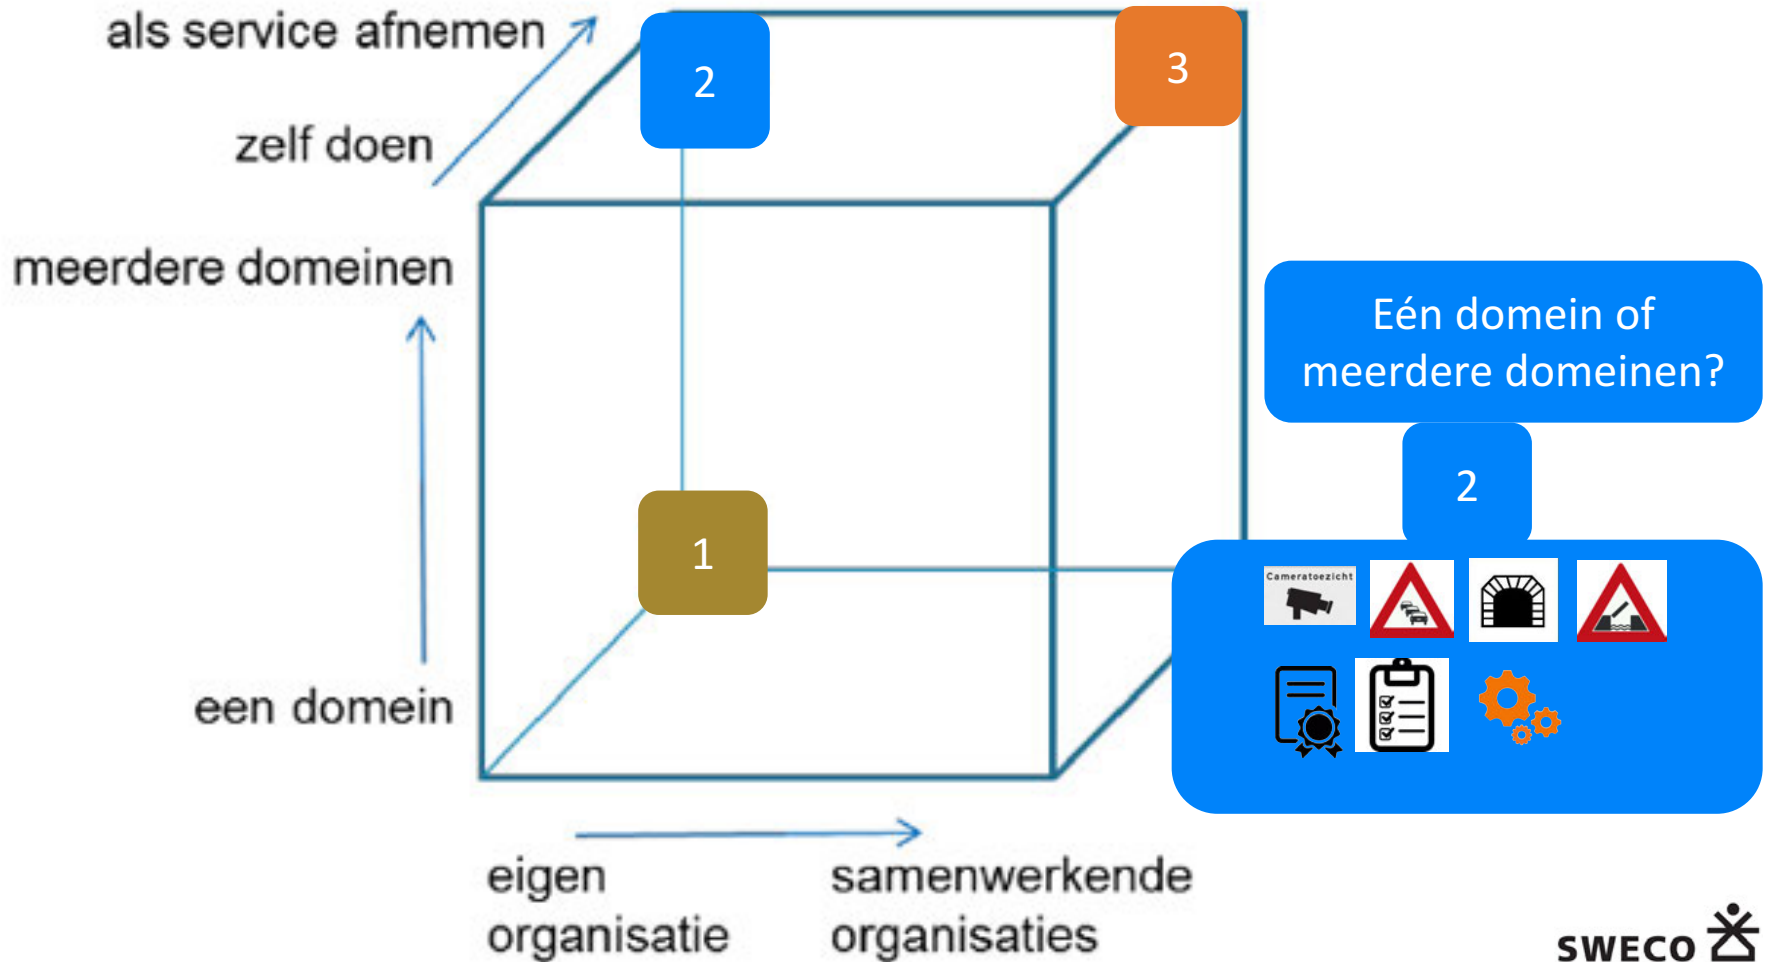 als service afnemen
zelf doen
meerdere domeinen
een domein
eigen
organisatie
samenwerkende
organisaties
2
3
1
Eén domein of
meerdere domeinen?
2
Cameratoezicht
SWECO